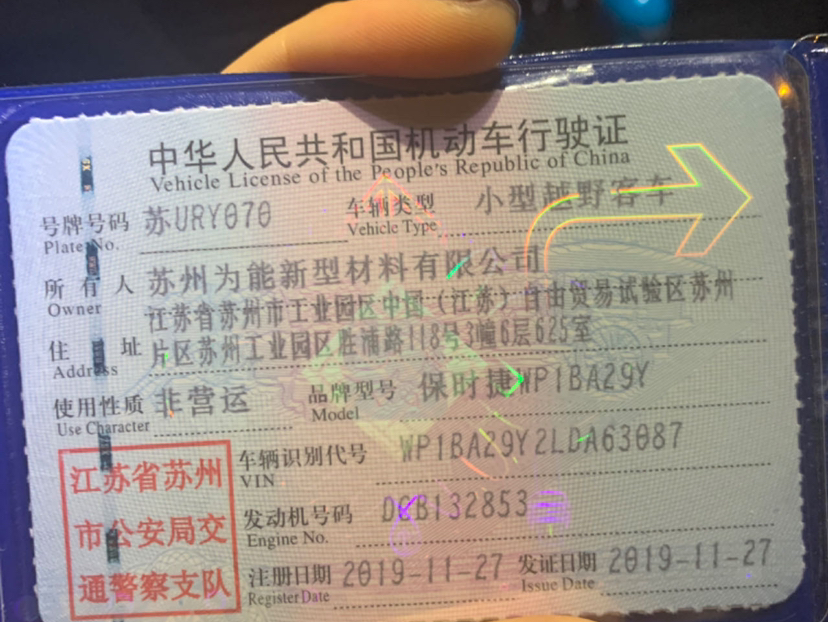 中华人民共和国机动车行驶证
Vehicle License of the People's Republic of China
号牌号码 苏URY070 车辆类型 小型越野客车
Plate No. Vehicle Type
所有人 苏州为能新型材料有限公司
Owner
江苏省苏州市工业园区中国（江苏）自由贸易试验区苏州
住址 片区苏州工业园区胜浦路118号3幢6层625室
Address
使用性质 非营运 品牌型号 保时捷WP1BA29Y
Use Character Model
车辆识别代号 WP1BA29Y2LDA63087
VIN
发动机号码 DCB132853
Engine No.
注册日期 2019-11-27 发证日期 2019-11-27
Register Date Issue Date
江苏省苏州
市公安局交
通警察支队